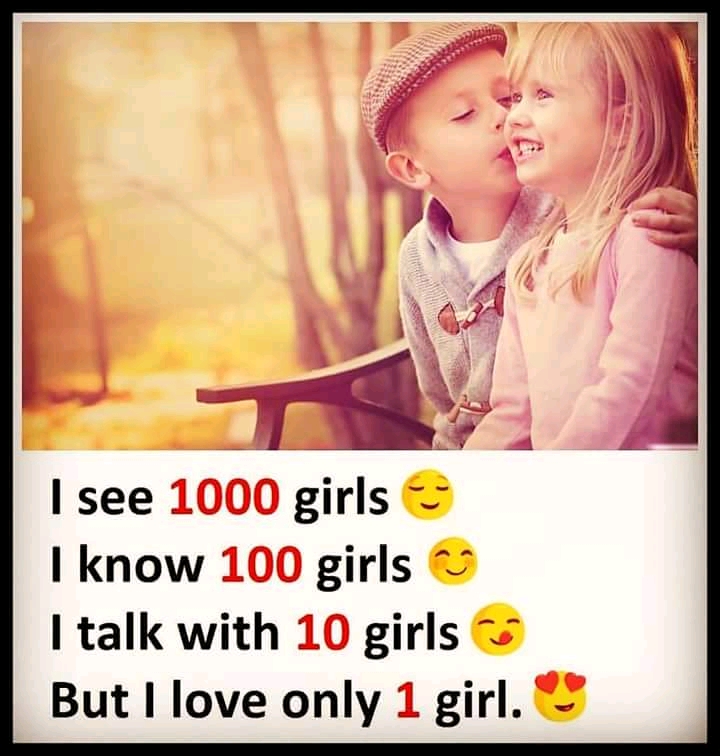 I see 1000 girls 😌
I know 100 girls 😊
I talk with 10 girls 😋
But I love only 1 girl. 😍